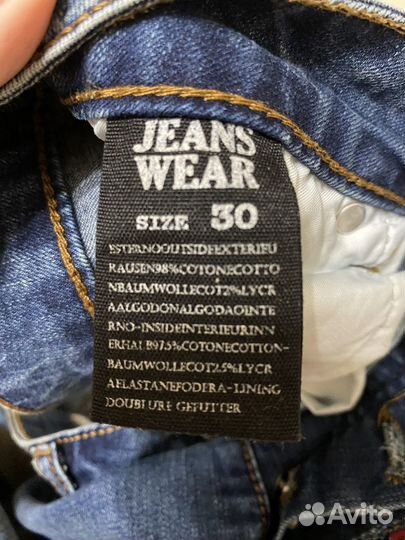 JEANS
WEAR
SIZE 30
ESTERNOOUTSIDEEXTERIEU
RAUSEN98%COTONECOTTO
NBAUMWOLLECOT2%LYCR
AALGODONALGODAOINTE
RNO-INSIDEINTERIEURINN
ERHALB97.5%COTONECOTTON-
BAUMWOLLECOT2.5%LYCR
AELASTANEFODERA-LINING
DOUBLURE GEFUTTER
Avito